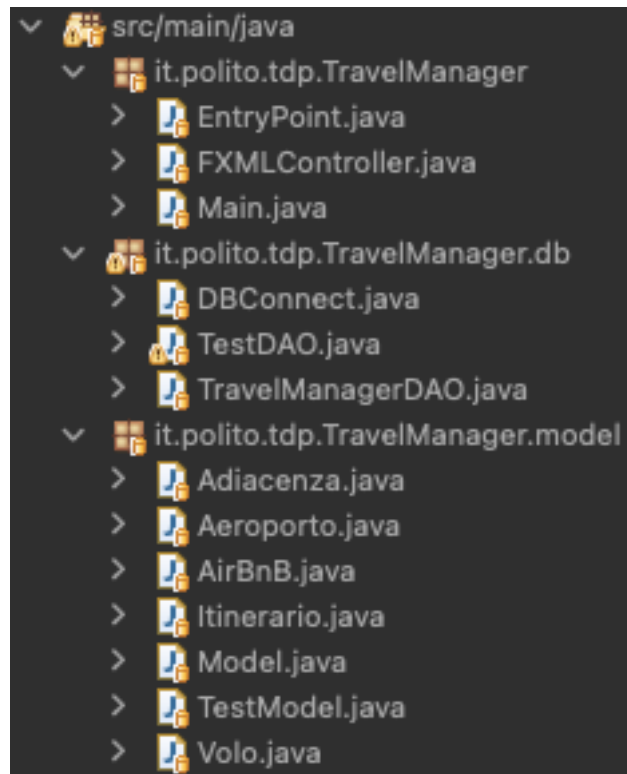 src/main/java
it.polito.tdp.TravelManager
EntryPoint.java
FXMLController.java
Main.java
it.polito.tdp.TravelManager.db
DBConnect.java
TestDAO.java
TravelManagerDAO.java
it.polito.tdp.TravelManager.model
Adiacenza.java
Aeroporto.java
AirBnB.java
Itinerario.java
Model.java
TestModel.java
Volo.java